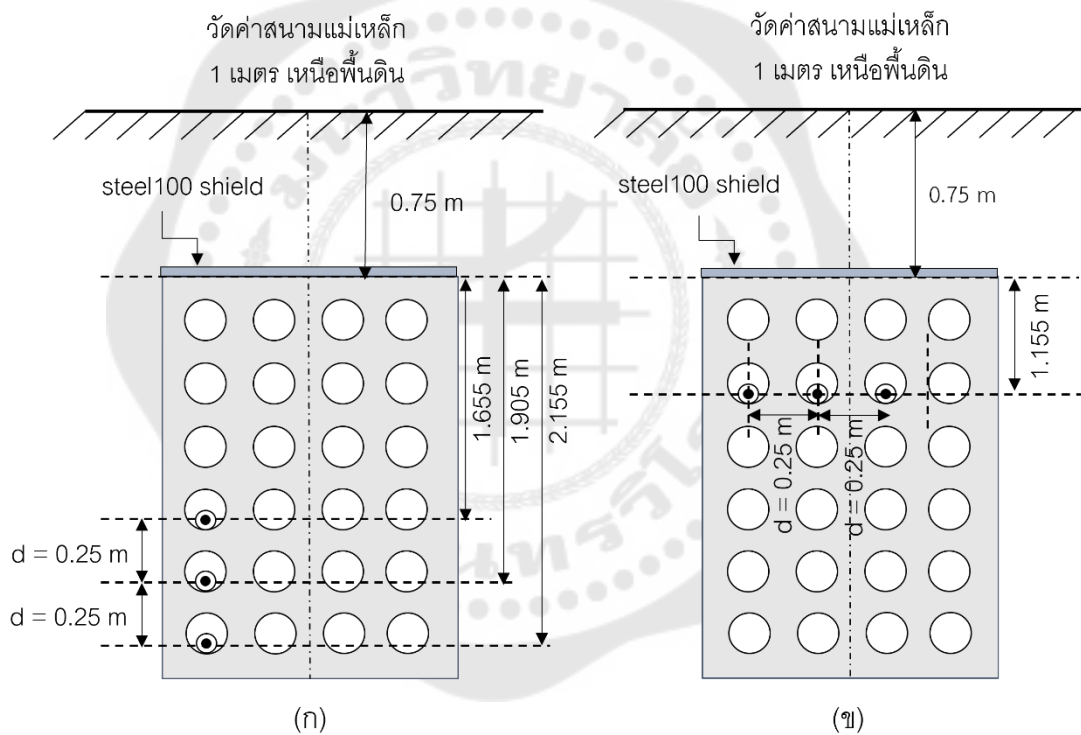 วัดค่าสนามแม่เหล็ก
1 เมตร เหนือพื้นดิน
steel100 shield
0.75 m
1.655 m
1.905 m
2.155 m
d = 0.25 m
d = 0.25 m
(ก)
วัดค่าสนามแม่เหล็ก
1 เมตร เหนือพื้นดิน
steel100 shield
0.75 m
1.155 m
d = 0.25 m
d = 0.25 m
(ข)